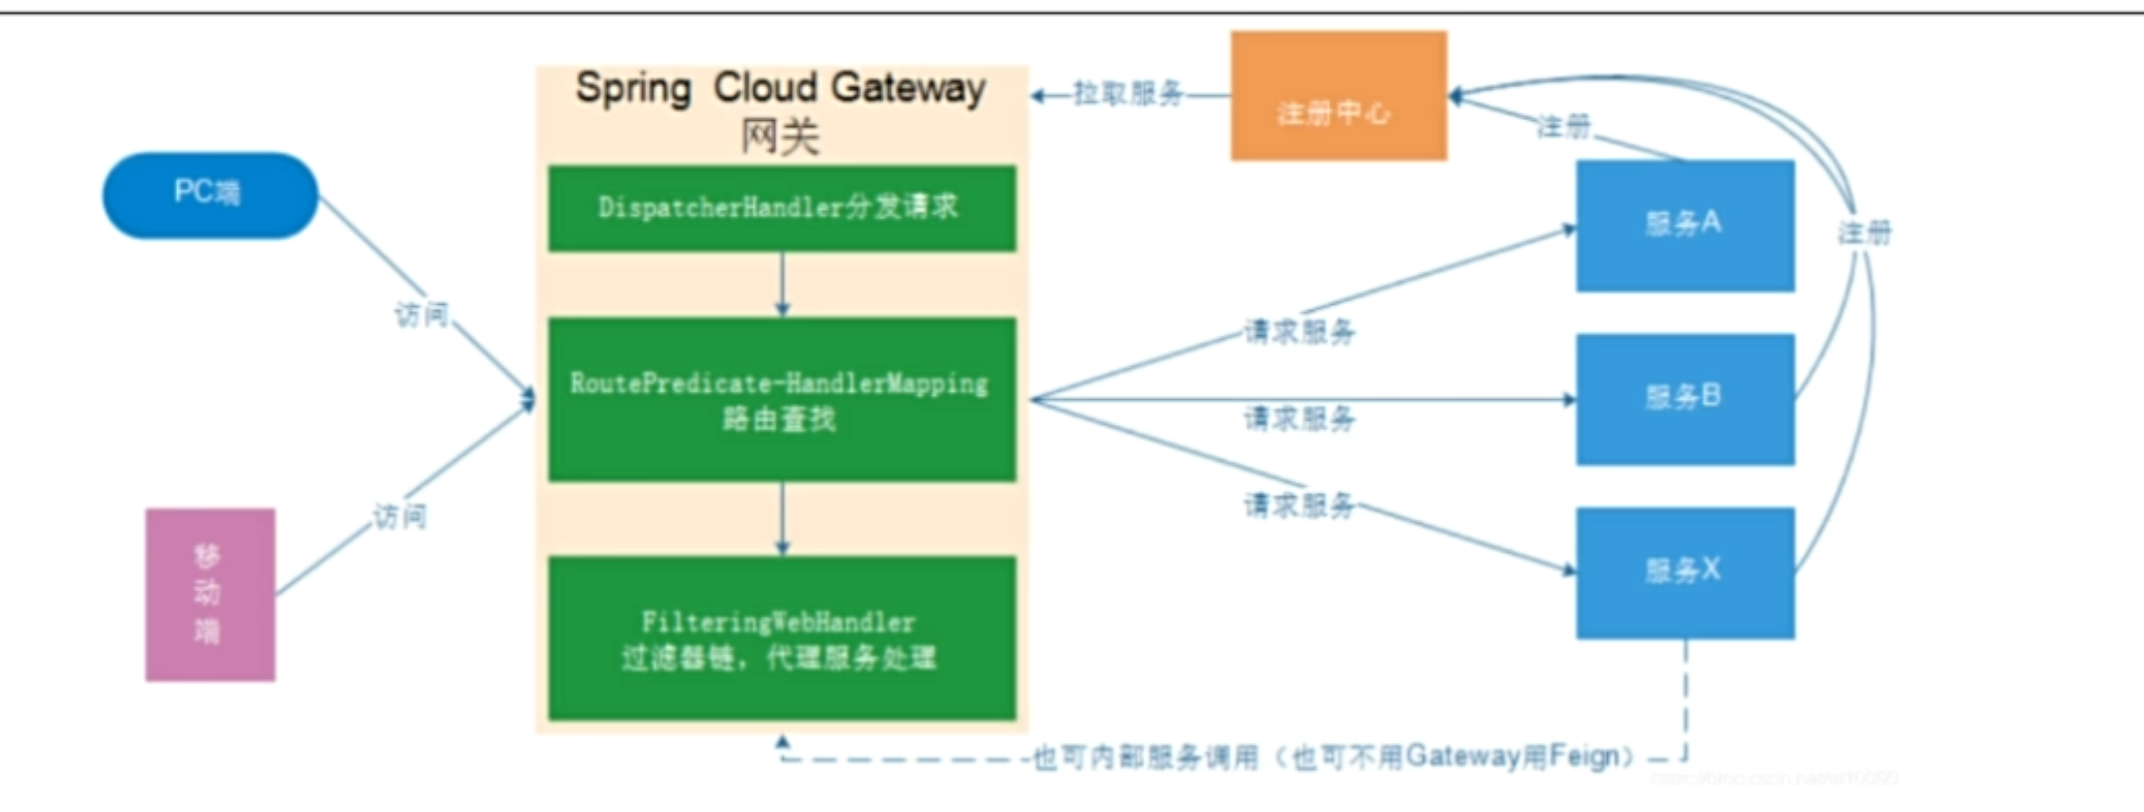 Spring Cloud Gateway
网关
拉取服务
注册中心
注册
PC端
DispatcherHandler分发请求
服务A
注册
访问
请求服务
RoutePredicate-HandlerMapping
路由查找
服务B
请求服务
访问
请求服务
移
动
端
服务X
FilteringWebHandler
过滤器链，代理服务处理
也可内部服务调用（也可不用Gateway用Feign）